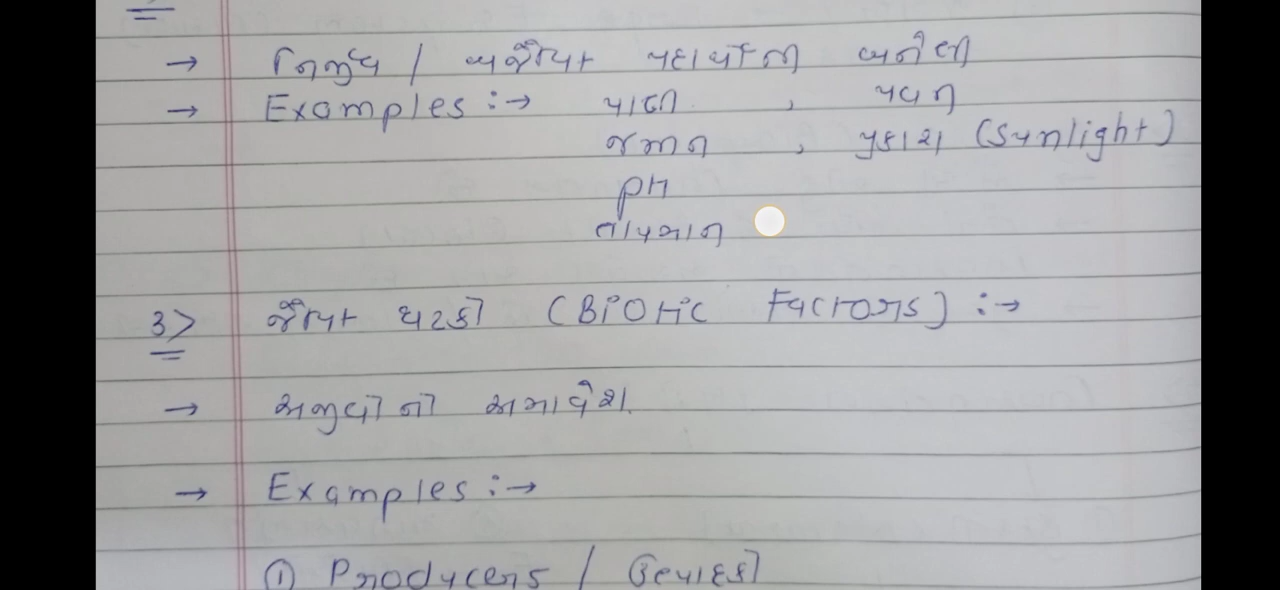 → નિર્જીવ / અજૈવિક પદાર્થોની બનેલી
→ Examples :→ પાણી , પવન
જમીન , પ્રકાશ (Sunlight)
pH
તાપમાન
3> જૈવિક ઘટકો (Biotic Factors) :→
→ સજીવોનો સમાવેશ.
→ Examples :→
① Producers / ઉત્પાદકો